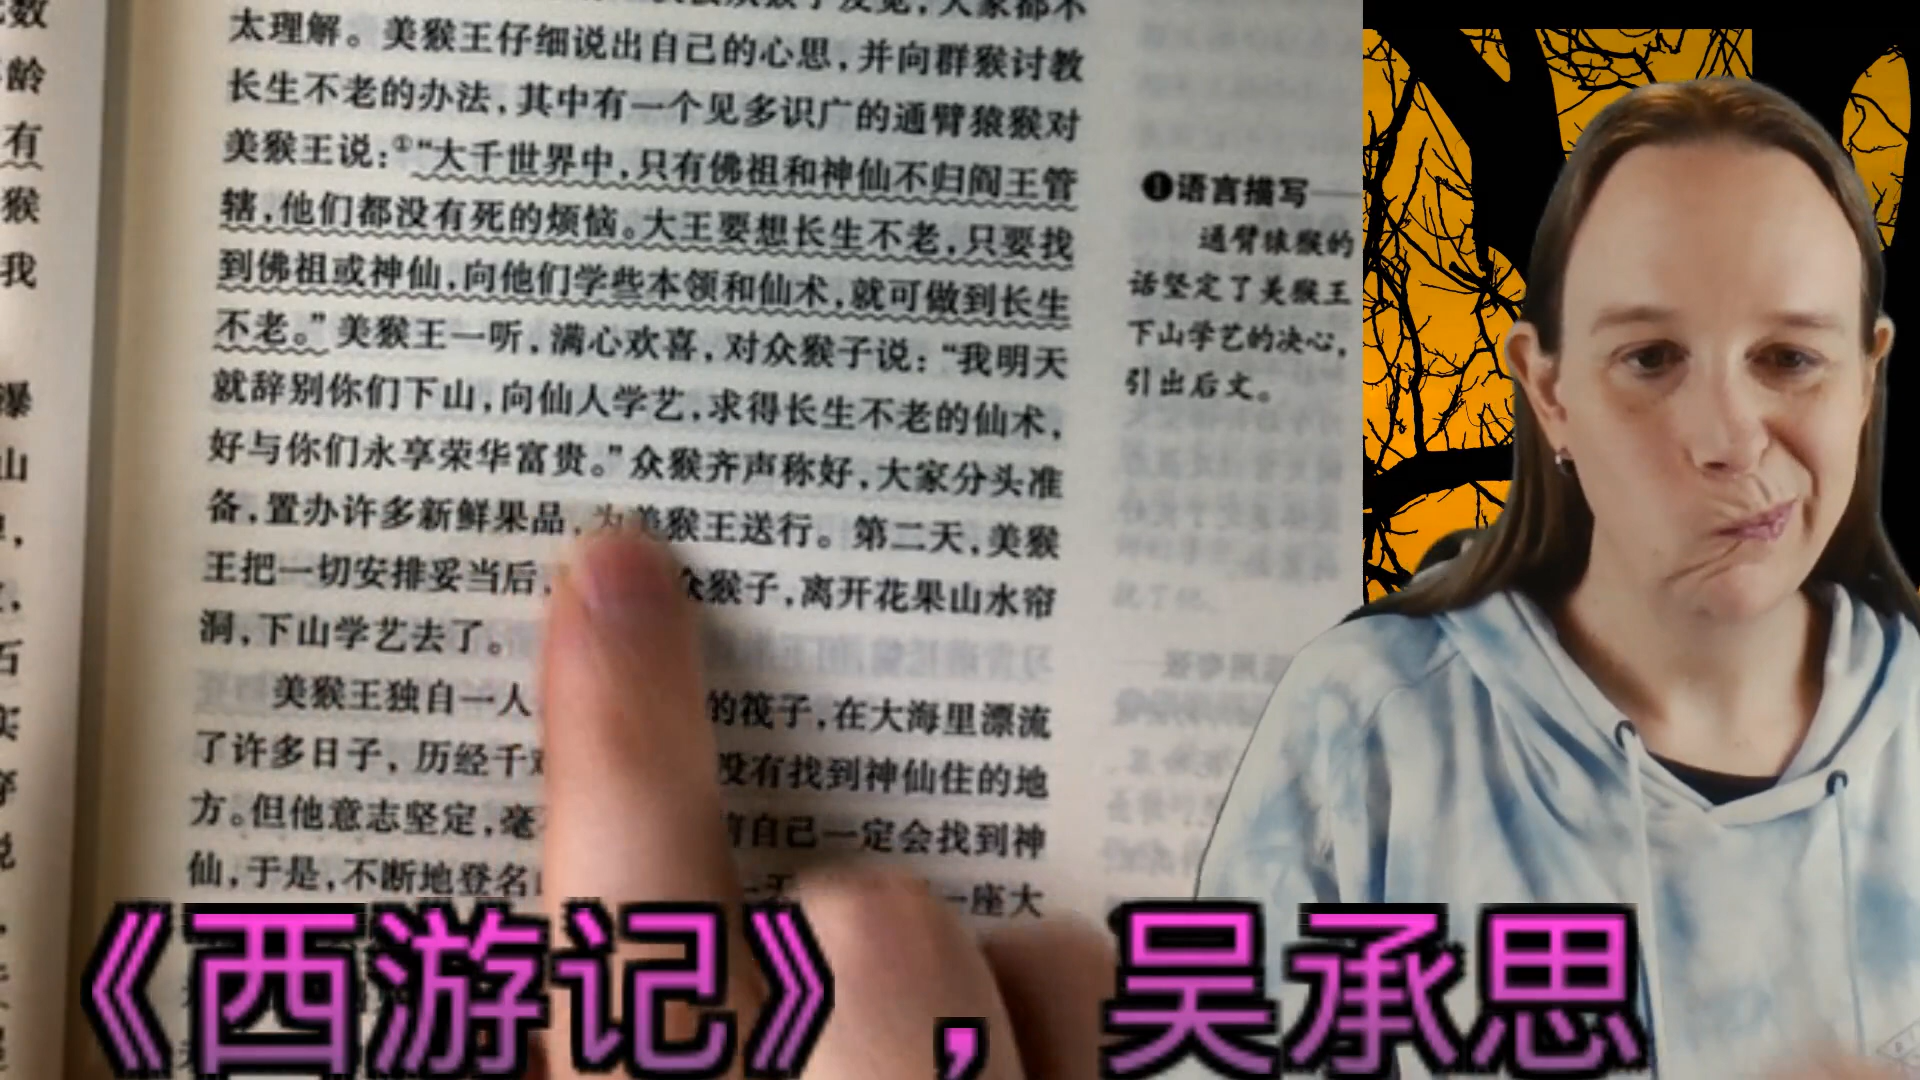 数
龄
有
猴
我
瀑
山
石
实
说
太理解。美猴王仔细说出自己的心思，并向群猴讨教
长生不老的办法，其中有一个见多识广的通臂猿猴对
美猴王说：①“大千世界中，只有佛祖和神仙不归阎王管
辖，他们都没有死的烦恼。大王要想长生不老，只要找
到佛祖或神仙，向他们学些本领和仙术，就可做到长生
不老。”美猴王一听，满心欢喜，对众猴子说：“我明天
就辞别你们下山，向仙人学艺，求得长生不老的仙术，
好与你们永享荣华富贵。”众猴齐声称好，大家分头准
备，置办许多新鲜果品，为美猴王送行。第二天，美猴
王把一切安排妥当后，众猴子，离开花果山水帘
洞，下山学艺去了。
美猴王独自一人 的筏子，在大海里漂流
了许多日子，历经千 没有找到神仙住的地
方。但他意志坚定，毫 自己一定会找到神
仙，于是，不断地登名 一座大
❶语言描写
通臂猿猴的
话坚定了美猴王
下山学艺的决心，
引出后文。
《西游记》，吴承思